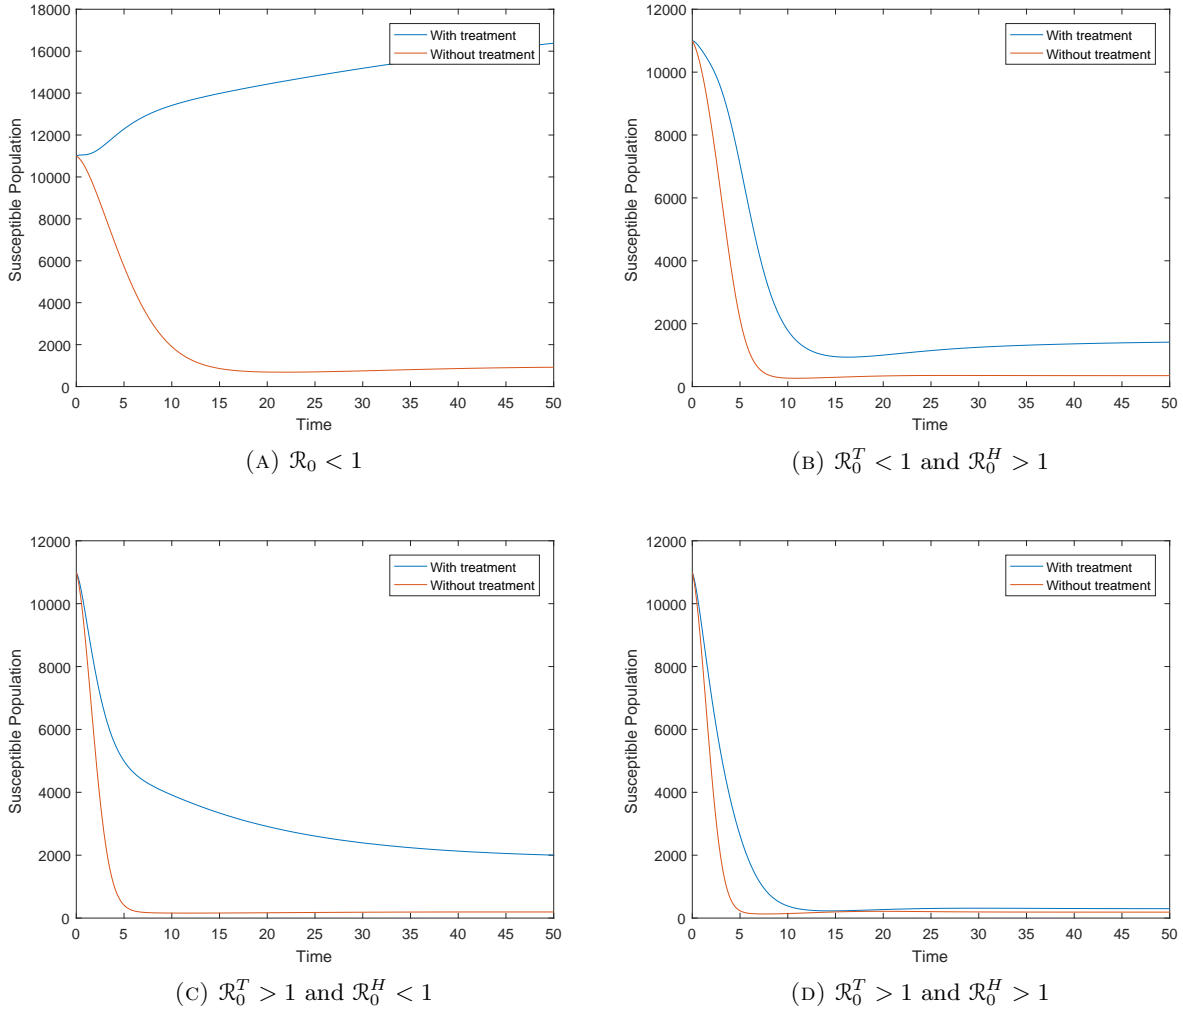 18000
16000
14000
12000
10000
8000
6000
4000
2000
0
Susceptible Population
With treatment
Without treatment
0 5 10 15 20 25 30 35 40 45 50
Time
(A) ℛ₀ < 1
12000
10000
8000
6000
4000
2000
0
Susceptible Population
With treatment
Without treatment
0 5 10 15 20 25 30 35 40 45 50
Time
(B) ℛ₀ᵀ < 1 and ℛ₀ᴴ > 1
12000
10000
8000
6000
4000
2000
0
Susceptible Population
With treatment
Without treatment
0 5 10 15 20 25 30 35 40 45 50
Time
(C) ℛ₀ᵀ > 1 and ℛ₀ᴴ < 1
12000
10000
8000
6000
4000
2000
0
Susceptible Population
With treatment
Without treatment
0 5 10 15 20 25 30 35 40 45 50
Time
(D) ℛ₀ᵀ > 1 and ℛ₀ᴴ > 1